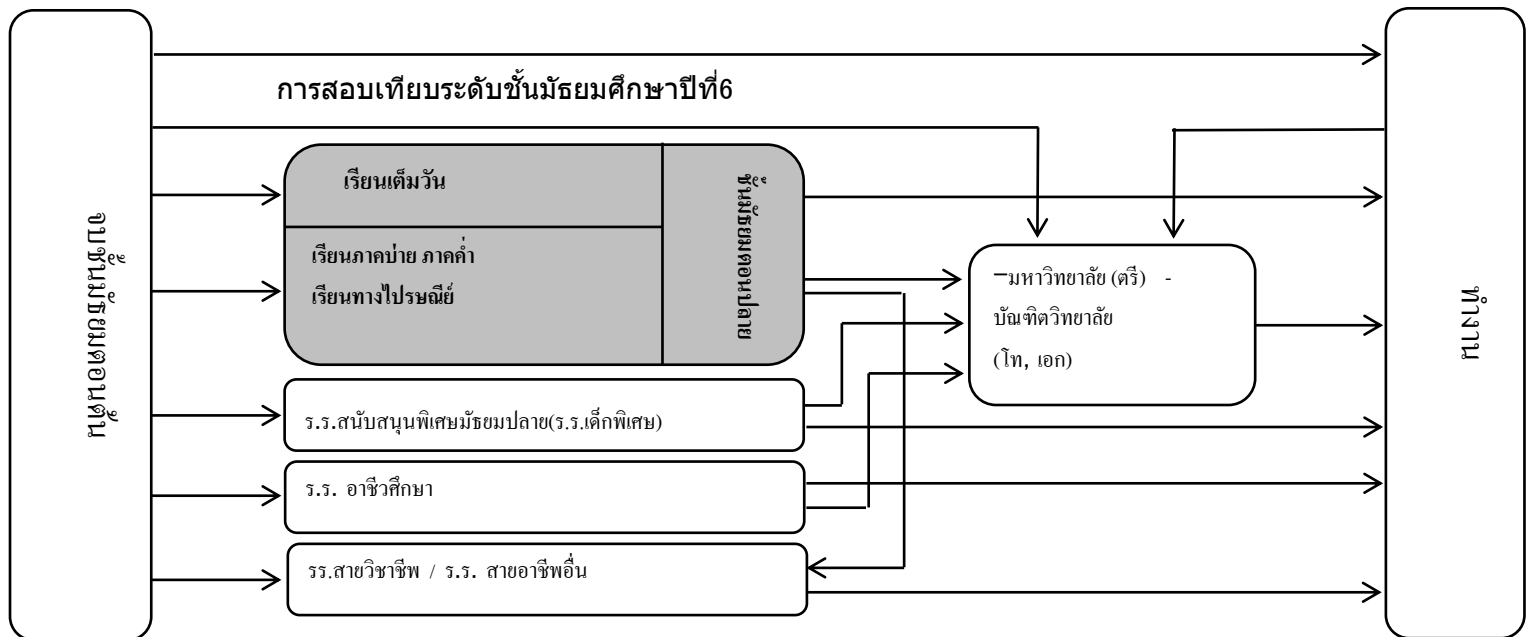 จบชั้นมัธยมตอนต้น
การสอบเทียบระดับชั้นมัธยมศึกษาปีที่6
เรียนเต็มวัน
เรียนภาคบ่าย ภาคค่ำ
เรียนทางไปรษณีย์
ชั้นมัธยมตอนปลาย
ร.ร.สนับสนุนพิเศษมัธยมปลาย(ร.ร.เด็กพิเศษ)
ร.ร. อาชีวศึกษา
รร.สายวิชาชีพ / ร.ร. สายอาชีพอื่น
–มหาวิทยาลัย (ตรี) -
บัณฑิตวิทยาลัย
(โท, เอก)
ทำงาน